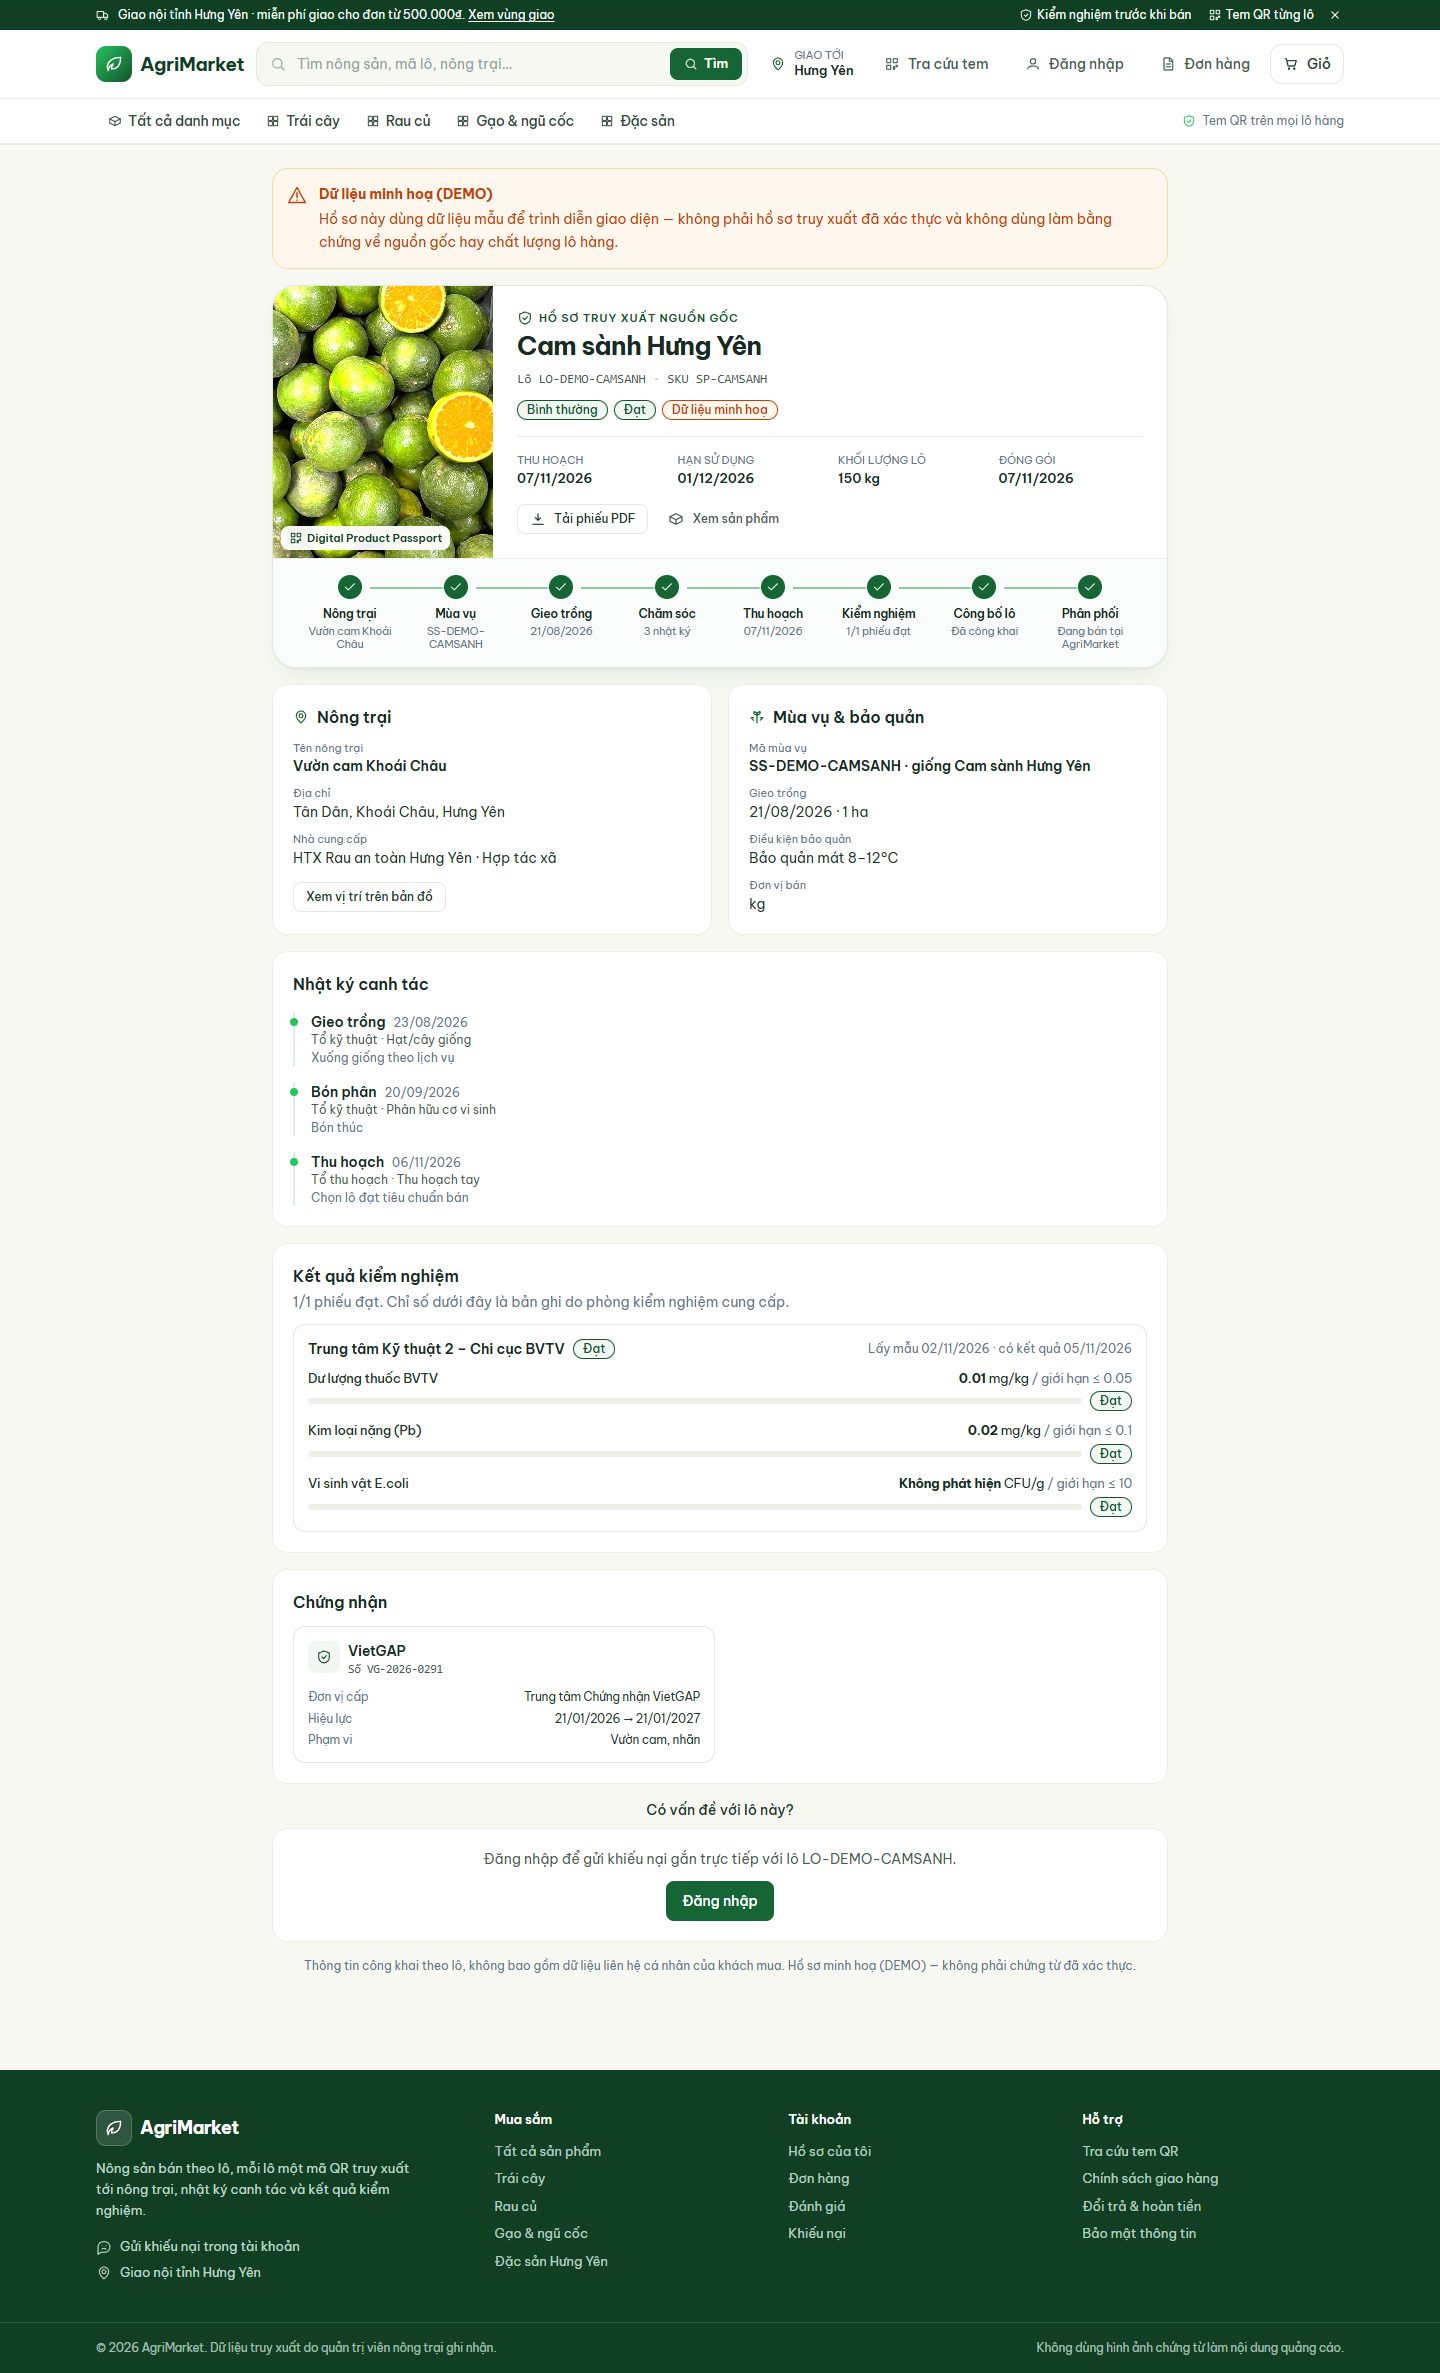 Giao nội tỉnh Hưng Yên · miễn phí giao cho đơn từ 500.000₫. Xem vùng giao
Kiểm nghiệm trước khi bán
Tem QR từng lô
AgriMarket
Tìm nông sản, mã lô, nông trại...
Tìm
GIAO TỚI
Hưng Yên
Tra cứu tem
Đăng nhập
Đơn hàng
Giỏ
Tất cả danh mục
Trái cây
Rau củ
Gạo & ngũ cốc
Đặc sản
Tem QR trên mọi lô hàng
Dữ liệu minh hoạ (DEMO)
Hồ sơ này dùng dữ liệu mẫu để trình diễn giao diện — không phải hồ sơ truy xuất đã xác thực và không dùng làm bằng
chứng về nguồn gốc hay chất lượng lô hàng.
HỒ SƠ TRUY XUẤT NGUỒN GỐC
Cam sành Hưng Yên
Lô LO-DEMO-CAMSANH · SKU SP-CAMSANH
Bình thường
Đạt
Dữ liệu minh hoạ
THU HOẠCH
07/11/2026
HẠN SỬ DỤNG
01/12/2026
KHỐI LƯỢNG LÔ
150 kg
ĐÓNG GÓI
07/11/2026
Tải phiếu PDF
Xem sản phẩm
Digital Product Passport
Nông trại
Vườn cam Khoái
Châu
Mùa vụ
SS-DEMO-
CAMSANH
Gieo trồng
21/08/2026
Chăm sóc
3 nhật ký
Thu hoạch
07/11/2026
Kiểm nghiệm
1/1 phiếu đạt
Công bố lô
Đã công khai
Phân phối
Đang bán tại
AgriMarket
Nông trại
Tên nông trại
Vườn cam Khoái Châu
Địa chỉ
Tân Dân, Khoái Châu, Hưng Yên
Nhà cung cấp
HTX Rau an toàn Hưng Yên · Hợp tác xã
Xem vị trí trên bản đồ
Mùa vụ & bảo quản
Mã mùa vụ
SS-DEMO-CAMSANH · giống Cam sành Hưng Yên
Gieo trồng
21/08/2026 · 1 ha
Điều kiện bảo quản
Bảo quản mát 8–12°C
Đơn vị bán
kg
Nhật ký canh tác
Gieo trồng 23/08/2026
Tổ kỹ thuật · Hạt/cây giống
Xuống giống theo lịch vụ
Bón phân 20/09/2026
Tổ kỹ thuật · Phân hữu cơ vi sinh
Bón thúc
Thu hoạch 06/11/2026
Tổ thu hoạch · Thu hoạch tay
Chọn lô đạt tiêu chuẩn bán
Kết quả kiểm nghiệm
1/1 phiếu đạt. Chỉ số dưới đây là bản ghi do phòng kiểm nghiệm cung cấp.
Trung tâm Kỹ thuật 2 – Chi cục BVTV Đạt
Lấy mẫu 02/11/2026 · có kết quả 05/11/2026
Dư lượng thuốc BVTV
0.01 mg/kg / giới hạn ≤ 0.05
Đạt
Kim loại nặng (Pb)
0.02 mg/kg / giới hạn ≤ 0.1
Đạt
Vi sinh vật E.coli
Không phát hiện CFU/g / giới hạn ≤ 10
Đạt
Chứng nhận
VietGAP
Số VG-2026-0291
Đơn vị cấp
Trung tâm Chứng nhận VietGAP
Hiệu lực
21/01/2026 → 21/01/2027
Phạm vi
Vườn cam, nhãn
Có vấn đề với lô này?
Đăng nhập để gửi khiếu nại gắn trực tiếp với lô LO-DEMO-CAMSANH.
Đăng nhập
Thông tin công khai theo lô, không bao gồm dữ liệu liên hệ cá nhân của khách mua. Hồ sơ minh hoạ (DEMO) — không phải chứng từ đã xác thực.
AgriMarket
Nông sản bán theo lô, mỗi lô một mã QR truy xuất
tới nông trại, nhật ký canh tác và kết quả kiểm
nghiệm.
Gửi khiếu nại trong tài khoản
Giao nội tỉnh Hưng Yên
Mua sắm
Tất cả sản phẩm
Trái cây
Rau củ
Gạo & ngũ cốc
Đặc sản Hưng Yên
Tài khoản
Hồ sơ của tôi
Đơn hàng
Đánh giá
Khiếu nại
Hỗ trợ
Tra cứu tem QR
Chính sách giao hàng
Đổi trả & hoàn tiền
Bảo mật thông tin
© 2026 AgriMarket. Dữ liệu truy xuất do quản trị viên nông trại ghi nhận.
Không dùng hình ảnh chứng từ làm nội dung quảng cáo.